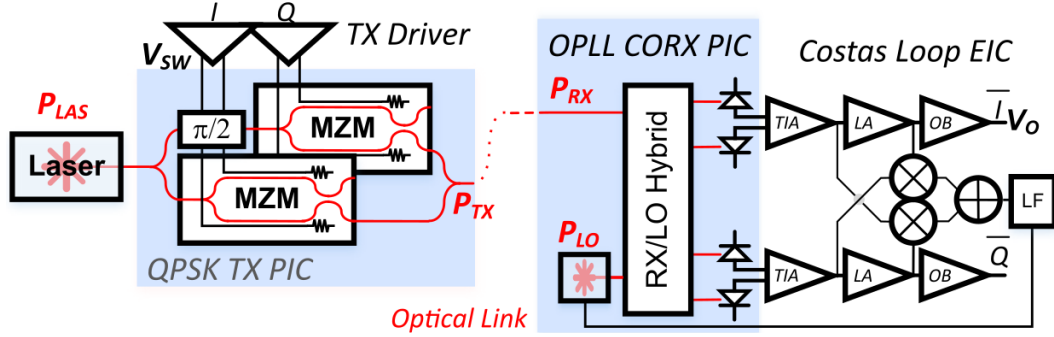 I Q
TX Driver
OPLL CORX PIC
Costas Loop EIC
V_SW
P_LAS
π/2
MZM
P_RX
TIA
LA
OB
I
V_O
Laser
MZM
P_TX
RX/LO Hybrid
LF
P_LO
QPSK TX PIC
TIA
LA
OB
Q
Optical Link